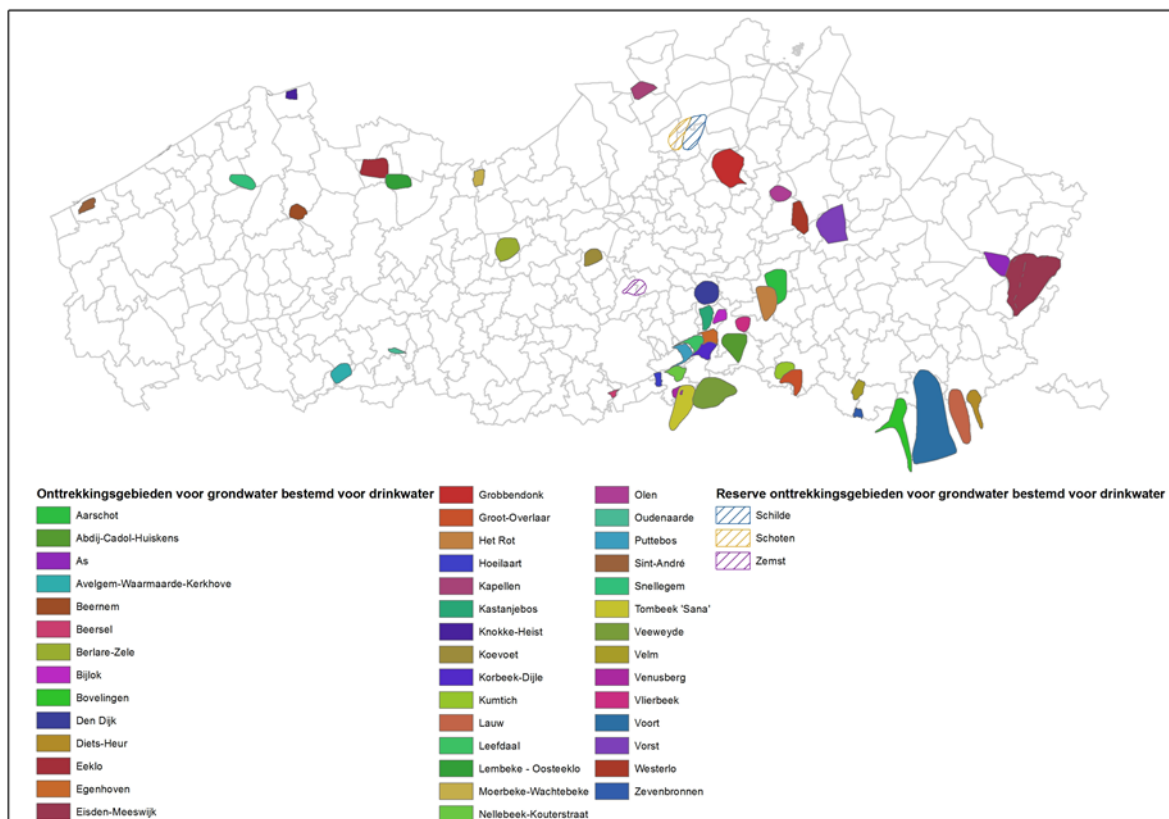 Onttrekkingsgebieden voor grondwater bestemd voor drinkwater
Aarschot
Abdij-Cadol-Huiskens
As
Avelgem-Waarmaarde-Kerkhove
Beernem
Beersel
Berlare-Zele
Bijlok
Bovelingen
Den Dijk
Diets-Heur
Eeklo
Egenhoven
Eisden-Meeswijk
Grobbendonk
Groot-Overlaar
Het Rot
Hoeilaart
Kapellen
Kastanjebos
Knokke-Heist
Koevoet
Korbeek-Dijle
Kumtich
Lauw
Leefdaal
Lembeke - Oosteeklo
Moerbeke-Wachtebeke
Nellebeek-Kouterstraat
Olen
Oudenaarde
Puttebos
Sint-André
Snellegem
Tombeek 'Sana'
Veeweyde
Velm
Venusberg
Vlierbeek
Voort
Vorst
Westerlo
Zevenbronnen
Reserve onttrekkingsgebieden voor grondwater bestemd voor drinkwater
Schilde
Schoten
Zemst